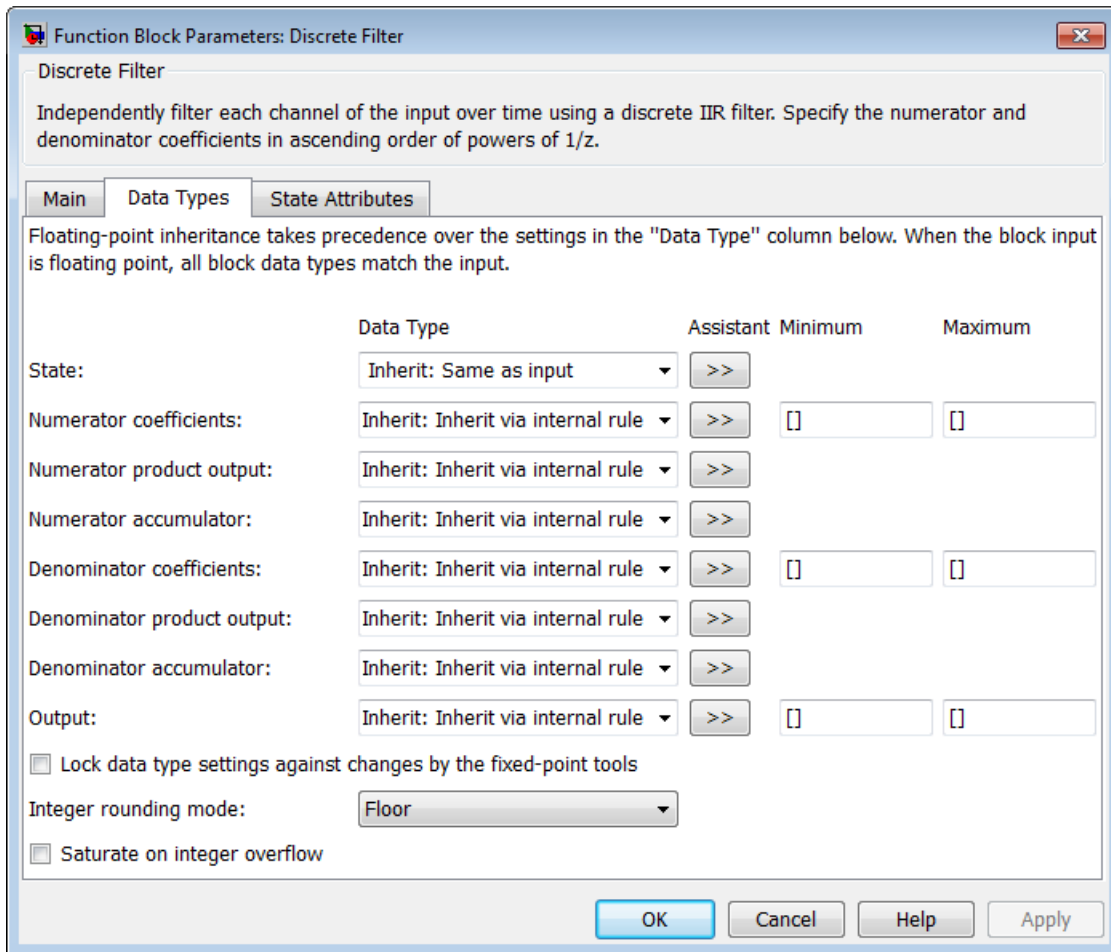 Function Block Parameters: Discrete Filter
Discrete Filter
Independently filter each channel of the input over time using a discrete IIR filter. Specify the numerator and
denominator coefficients in ascending order of powers of 1/z.
Main Data Types State Attributes
Floating-point inheritance takes precedence over the settings in the "Data Type" column below. When the block input
is floating point, all block data types match the input.
Data Type Assistant Minimum Maximum
State: Inherit: Same as input >>
Numerator coefficients: Inherit: Inherit via internal rule >> [] []
Numerator product output: Inherit: Inherit via internal rule >>
Numerator accumulator: Inherit: Inherit via internal rule >>
Denominator coefficients: Inherit: Inherit via internal rule >> [] []
Denominator product output: Inherit: Inherit via internal rule >>
Denominator accumulator: Inherit: Inherit via internal rule >>
Output: Inherit: Inherit via internal rule >> [] []
Lock data type settings against changes by the fixed-point tools
Integer rounding mode: Floor
Saturate on integer overflow
OK Cancel Help Apply